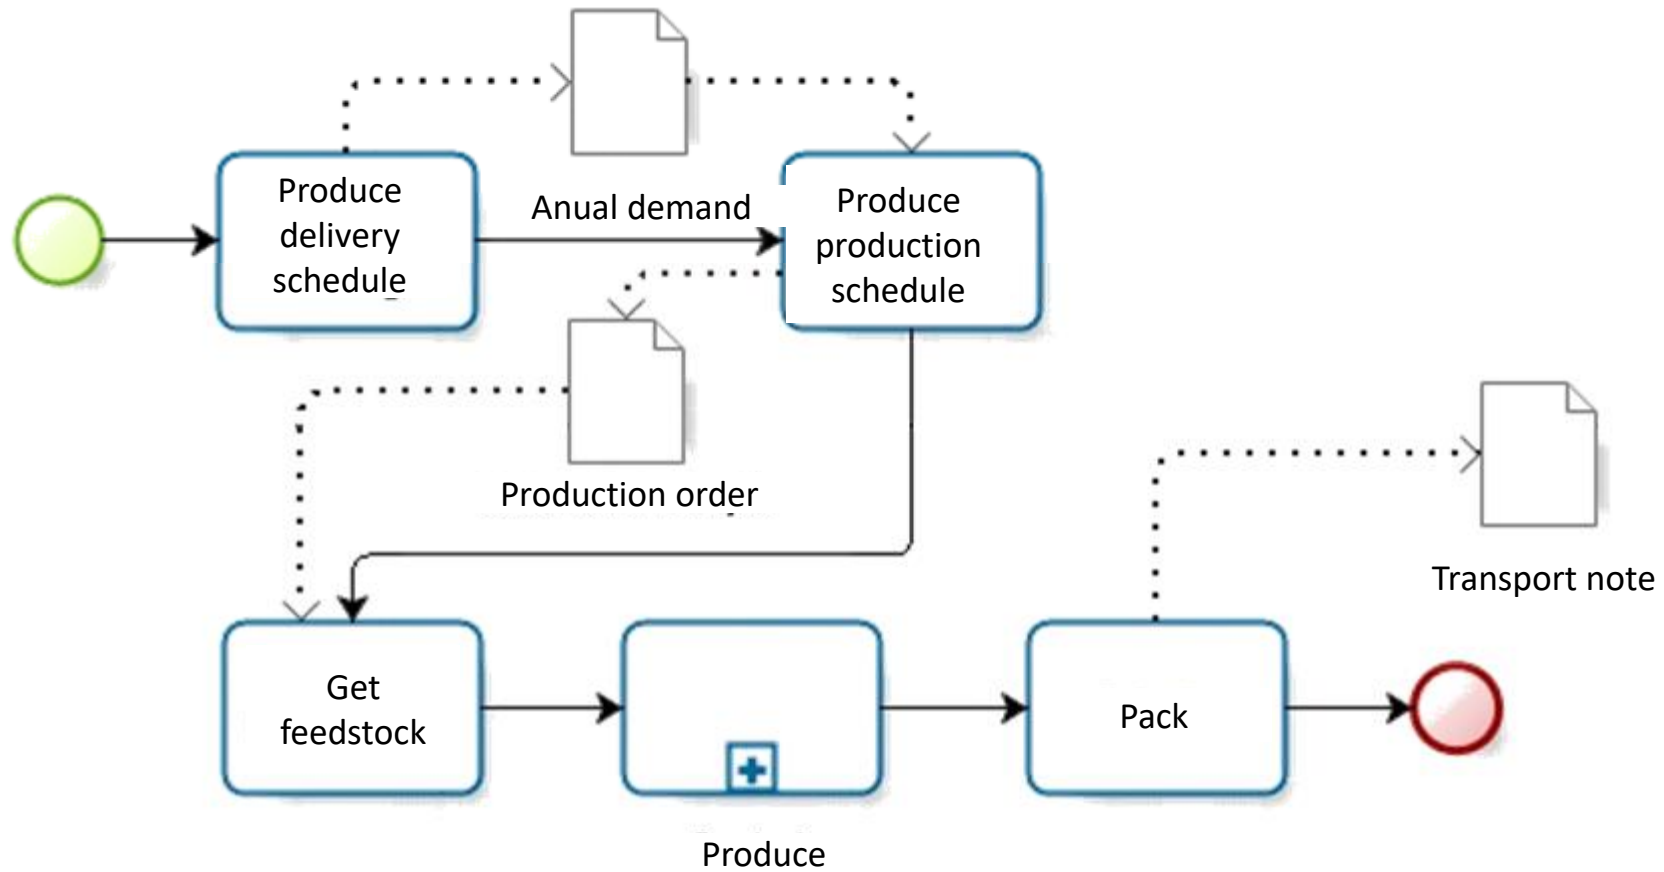 Produce
delivery
schedule
Anual demand
Produce
production
schedule
Production order
Transport note
Get
feedstock
Pack
Produce